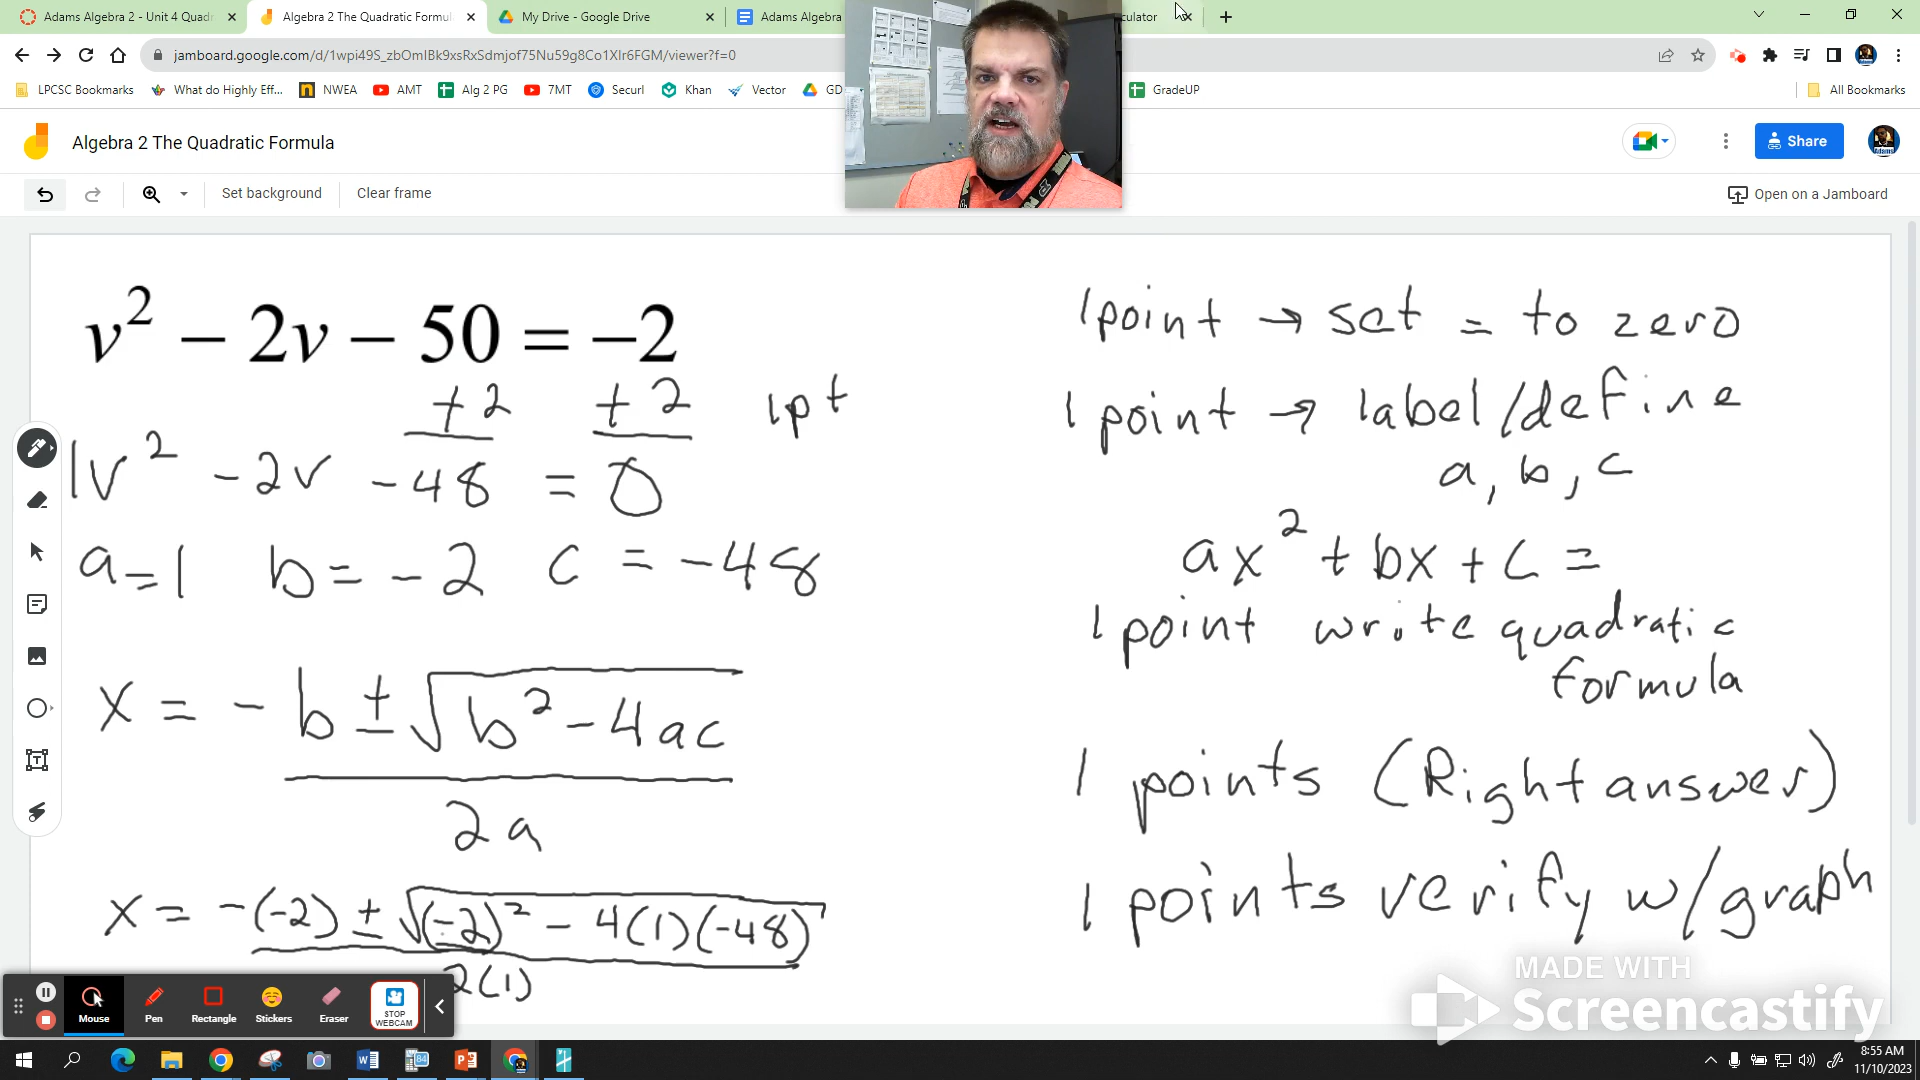 Adams Algebra 2 - Unit 4 Quadr
Algebra 2 The Quadratic Formul
My Drive - Google Drive
Adams Algebra
culator
jamboard.google.com/d/1wpi49S_zbOmIBk9xsRxSdmjof75Nu59g8Co1XIr6FGM/viewer?f=0
LPCSC Bookmarks
What do Highly Eff...
NWEA
AMT
Alg 2 PG
7MT
Securl
Khan
Vector
GD
GradeUP
All Bookmarks
Algebra 2 The Quadratic Formula
Share
Set background
Clear frame
Open on a Jamboard
v² − 2v − 50 = −2
+2 +2 1pt
1v² - 2v - 48 = 0
a = 1 b = -2 c = -48
x = -b ± √b² - 4ac
2a
x = -(-2) ± √(-2)² - 4(1)(-48)
2(1)
1 point → set = to zero
1 point → label/define
a, b, c
ax² + bx + c =
1 point write quadratic
formula
1 points (Right answer)
1 points verify w/graph
MADE WITH
Screencastify
Mouse
Pen
Rectangle
Stickers
Eraser
STOP
WEBCAM
84
8:55 AM
11/10/2023